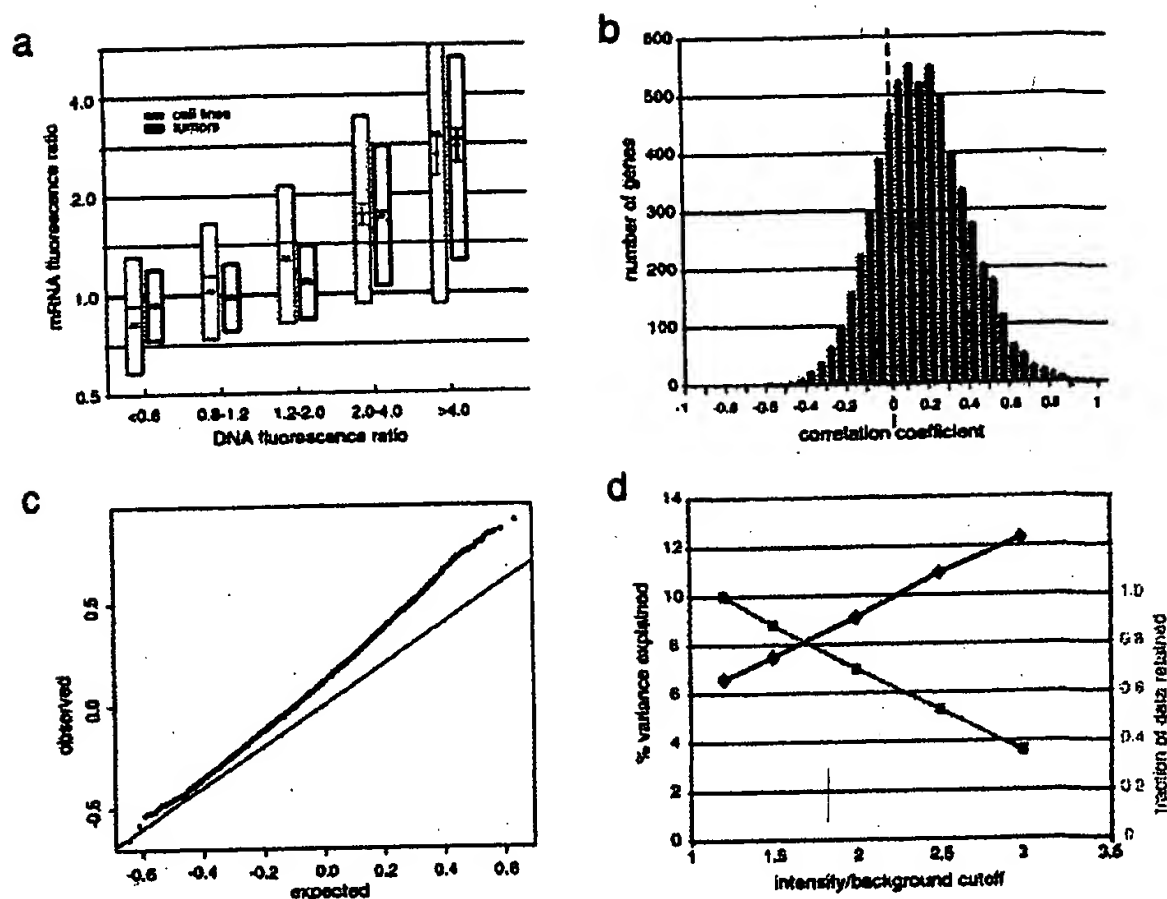 a
mRNA fluorescence ratio
4.0
2.0
1.0
0.5
cell lines
tumors
<0.8 0.8-1.2 1.2-2.0 2.0-4.0 >4.0
DNA fluorescence ratio
b
number of genes
600
500
400
300
200
100
0
-1 -0.8 -0.6 -0.4 -0.2 0 0.2 0.4 0.6 0.8 1
correlation coefficient
c
observed
0.5
0.0
-0.5
-0.6 -0.4 -0.2 0.0 0.2 0.4 0.6
expected
d
% variance explained
14
12
10
8
6
4
2
0
1 1.5 2 2.5 3 3.5
intensity/background cutoff
1.0
0.8
0.6
0.4
0.2
0
fraction of data retained